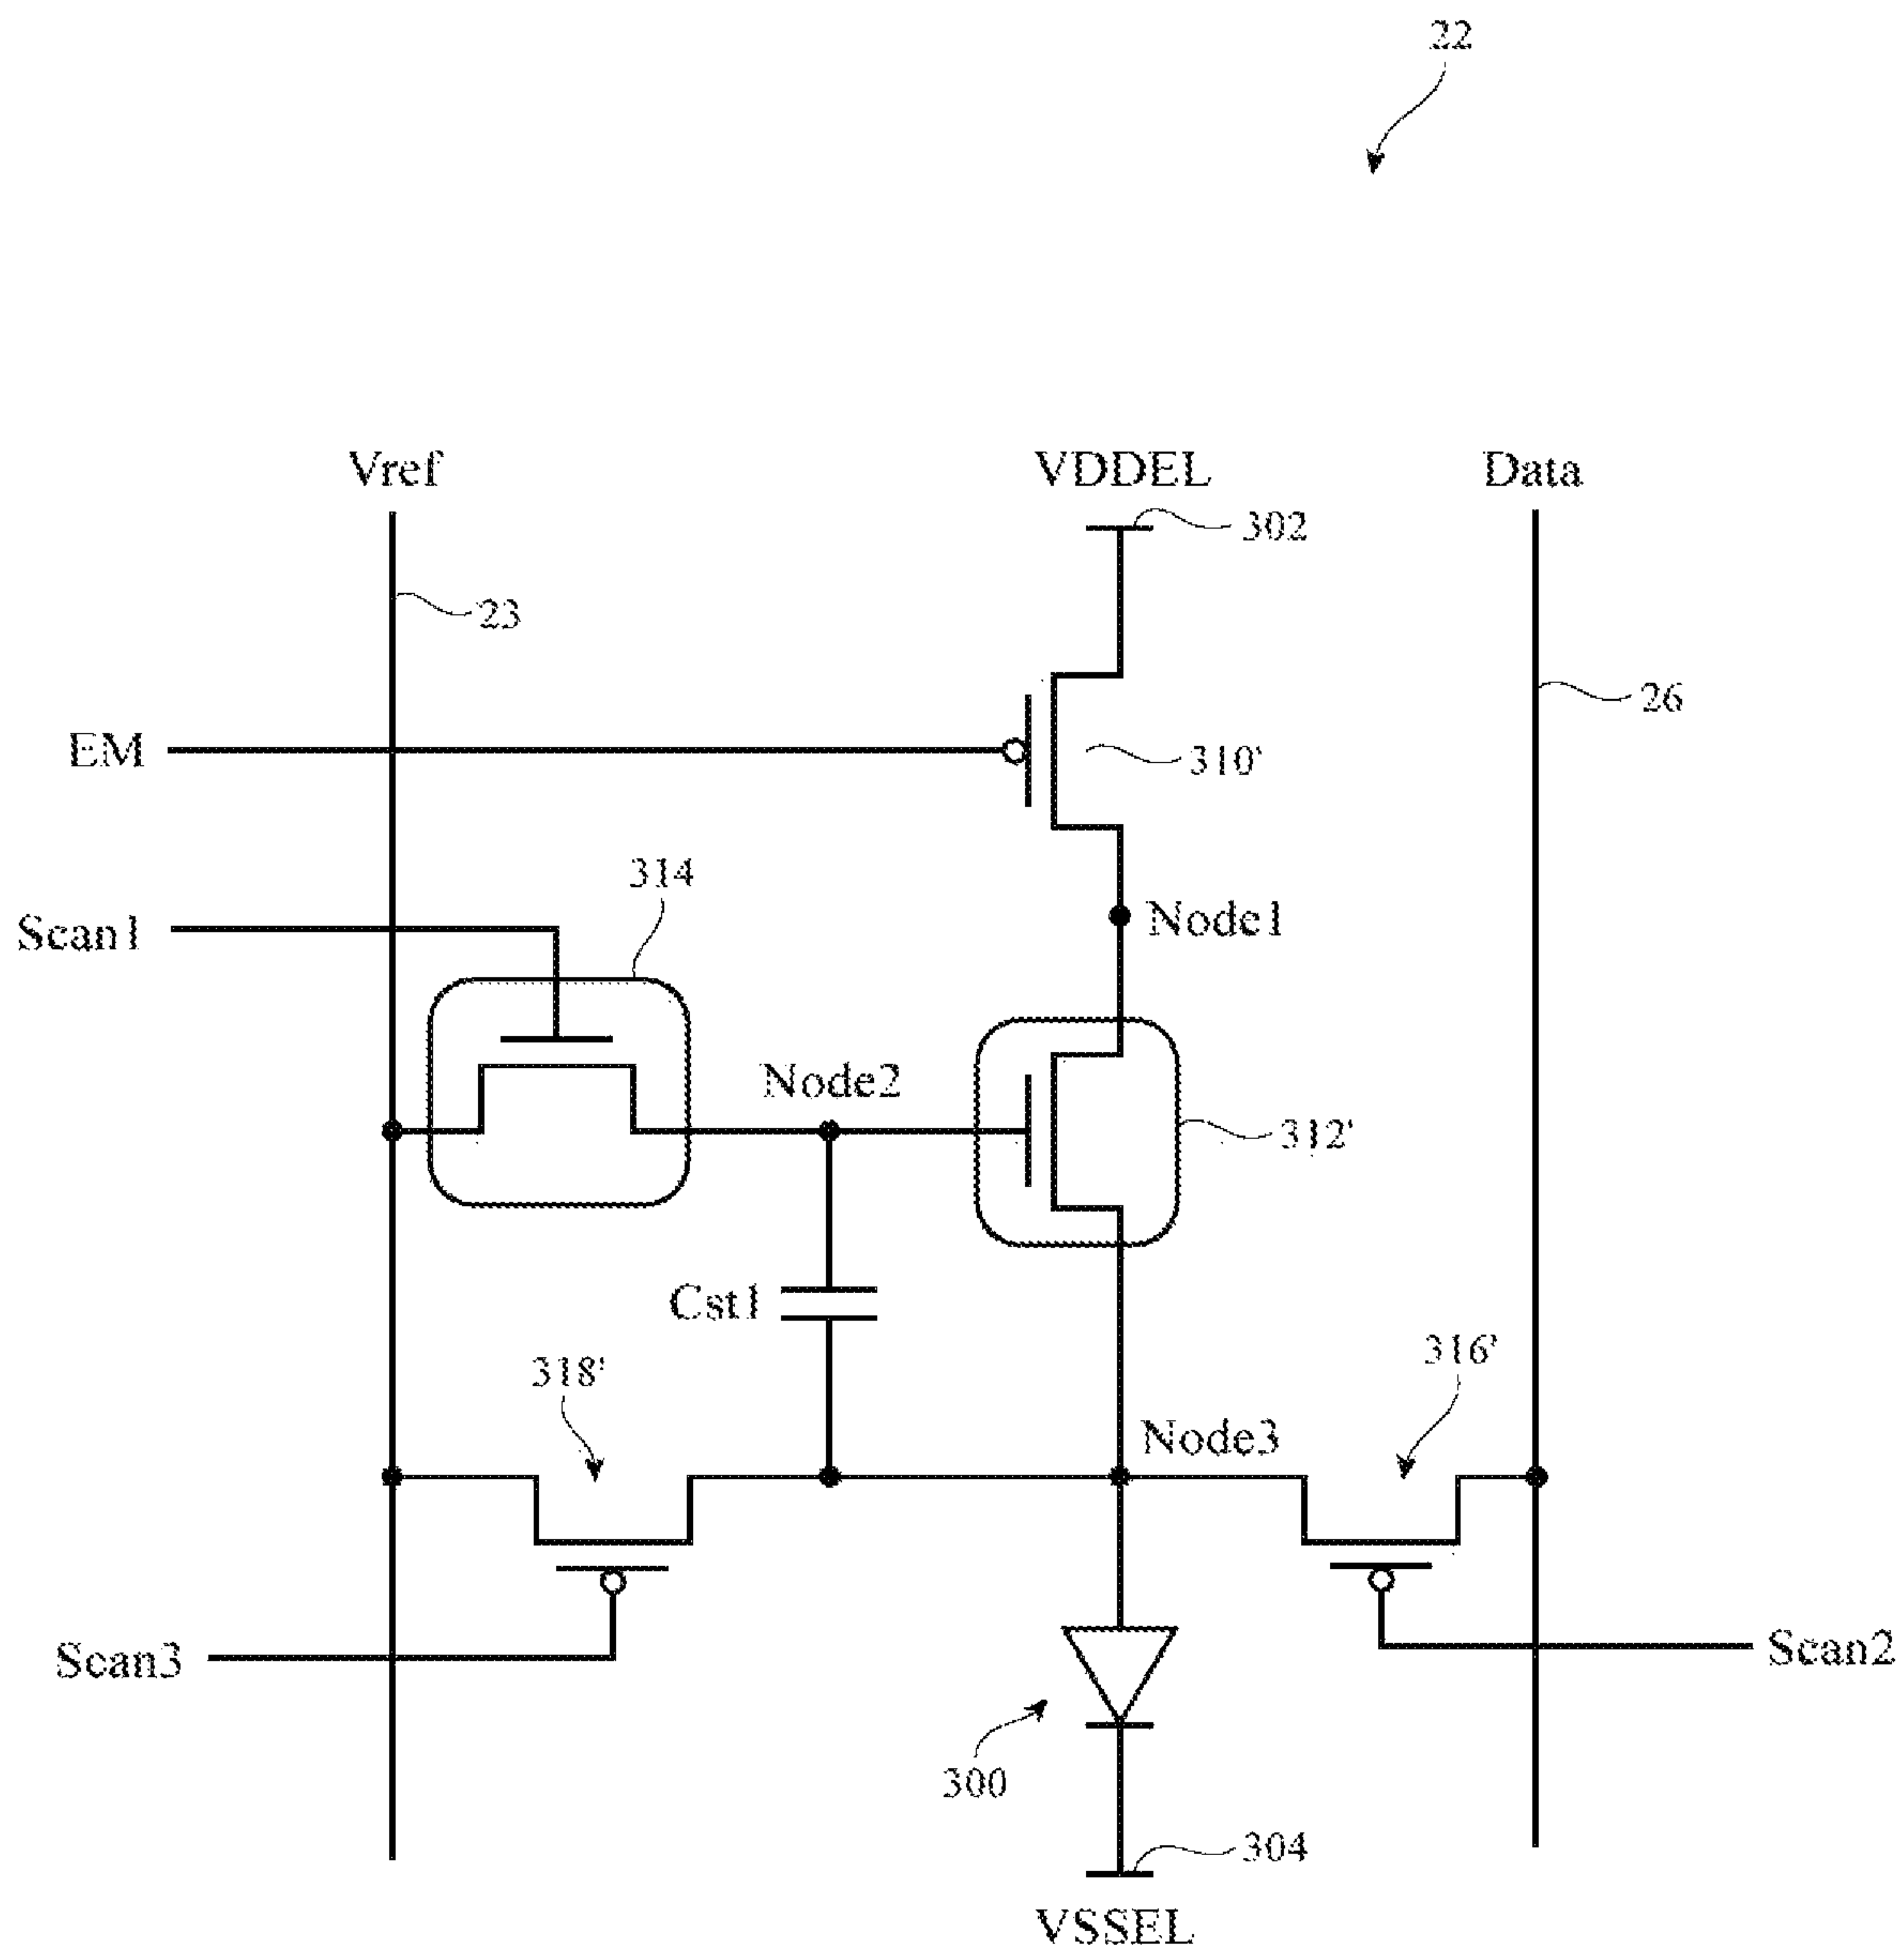 22
Vref
VDDEL
Data
302
23
26
EM
310'
314
Scan1
Node1
Node2
312'
Cst1
318'
316'
Node3
Scan3
Scan2
300
304
VSSEL